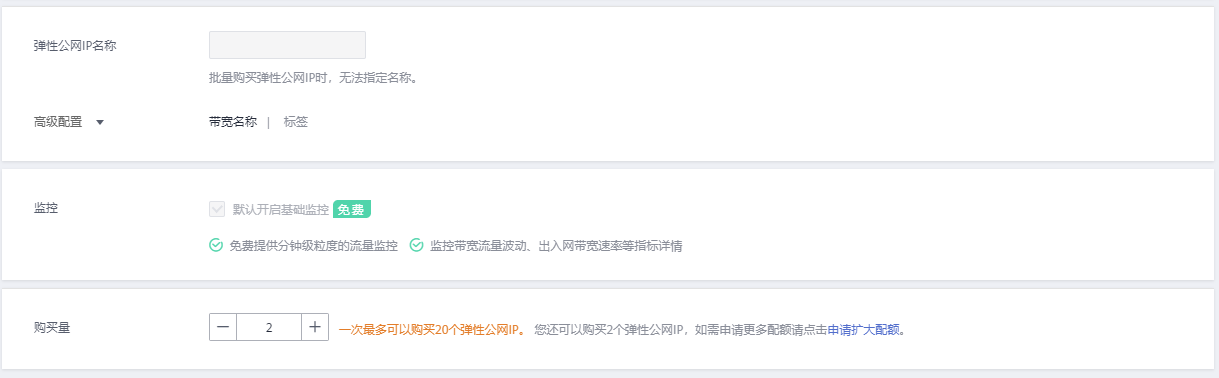 弹性公网IP名称
批量购买弹性公网IP时，无法指定名称。
高级配置 带宽名称 | 标签
监控 默认开启基础监控 免费
免费提供分钟级粒度的流量监控 监控带宽流量波动、出入网带宽速率等指标详情
购买量 2 一次最多可以购买20个弹性公网IP。 您还可以购买2个弹性公网IP，如需申请更多配额请点击申请扩大配额。